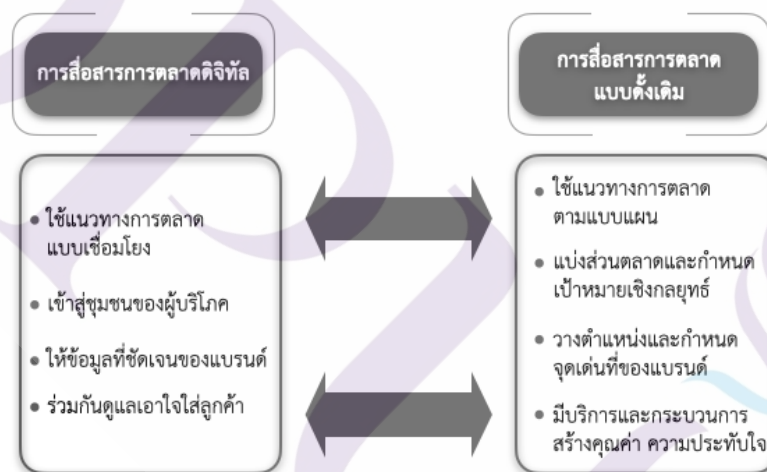 การสื่อสารการตลาดดิจิทัล
• ใช้แนวทางการตลาด
แบบเชื่อมโยง
• เข้าสู่ชุมชนของผู้บริโภค
• ให้ข้อมูลที่ชัดเจนของแบรนด์
• ร่วมกันดูแลเอาใจใส่ลูกค้า
การสื่อสารการตลาด
แบบดั้งเดิม
• ใช้แนวทางการตลาด
ตามแบบแผน
• แบ่งส่วนตลาดและกำหนด
เป้าหมายเชิงกลยุทธ์
• วางตำแหน่งและกำหนด
จุดเด่นที่ของแบรนด์
• มีบริการและกระบวนการ
สร้างคุณค่า ความประทับใจ